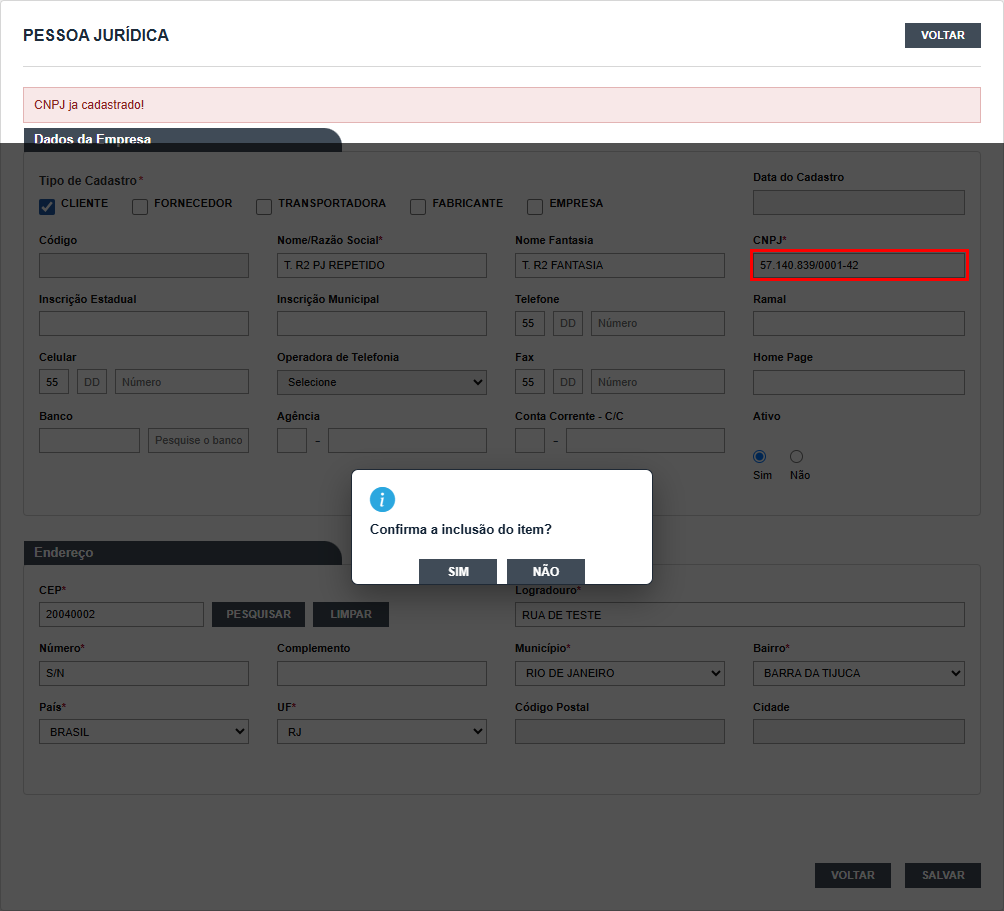 PESSOA JURÍDICA
VOLTAR
CNPJ ja cadastrado!
Dados da Empresa
Tipo de Cadastro*
Data do Cadastro
CLIENTE FORNECEDOR TRANSPORTADORA FABRICANTE EMPRESA
Código Nome/Razão Social* Nome Fantasia CNPJ*
T. R2 PJ REPETIDO T. R2 FANTASIA 57.140.839/0001-42
Inscrição Estadual Inscrição Municipal Telefone Ramal
55 DD Número
Celular Operadora de Telefonia Fax Home Page
55 DD Número Selecione 55 DD Número
Banco Agência Conta Corrente - C/C Ativo
Pesquise o banco - -
Sim Não
i
Confirma a inclusão do item?
SIM NÃO
Endereço
CEP* Logradouro*
20040002 PESQUISAR LIMPAR RUA DE TESTE
Número* Complemento Município* Bairro*
S/N RIO DE JANEIRO BARRA DA TIJUCA
País* UF* Código Postal Cidade
BRASIL RJ
VOLTAR SALVAR